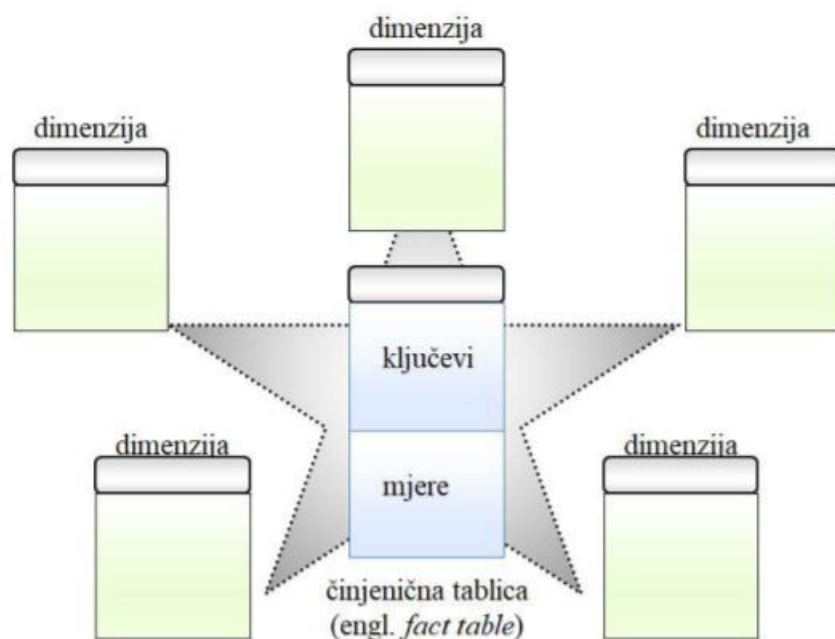 dimenzija
dimenzija
dimenzija
ključevi
mjere
dimenzija
dimenzija
činjenična tablica
(engl. fact table)